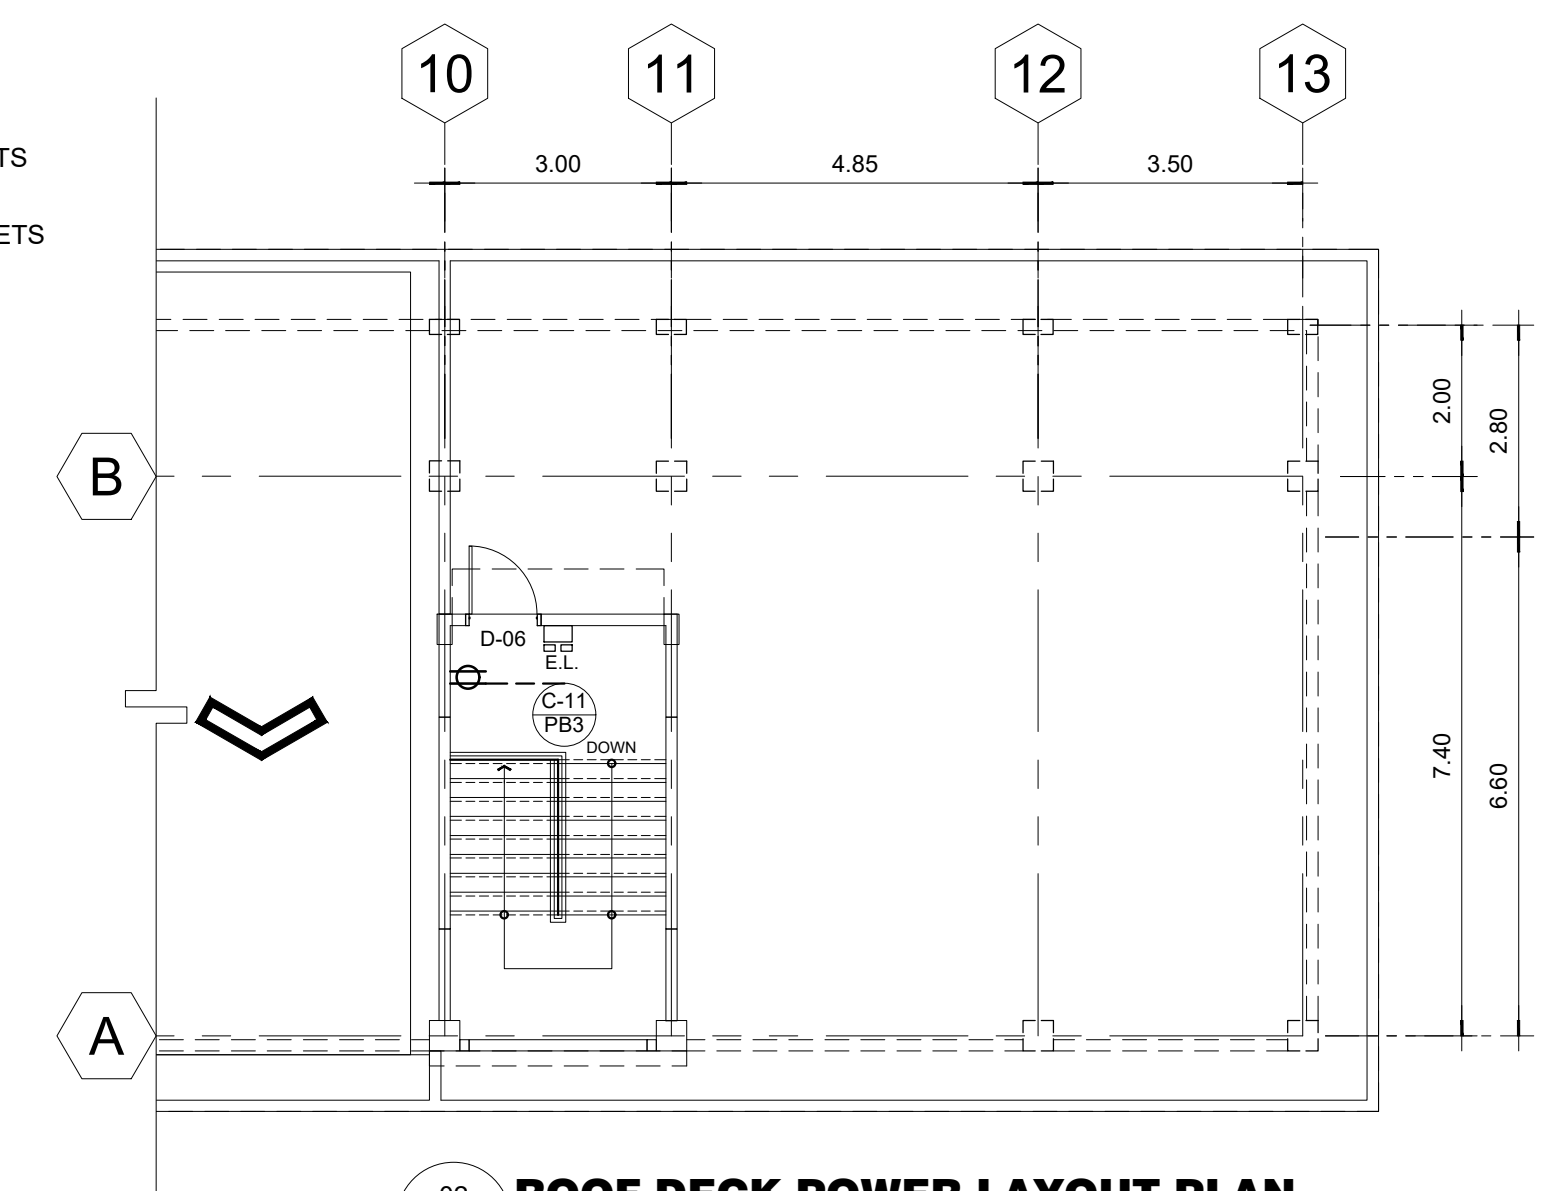 10 11 12 13
TS
3.00 4.85 3.50
ETS
2.00
2.80
B
D-06
E.L.
C-11
PB3
DOWN
7.40
6.60
A
ROOF DECK POWER LAYOUT PLAN